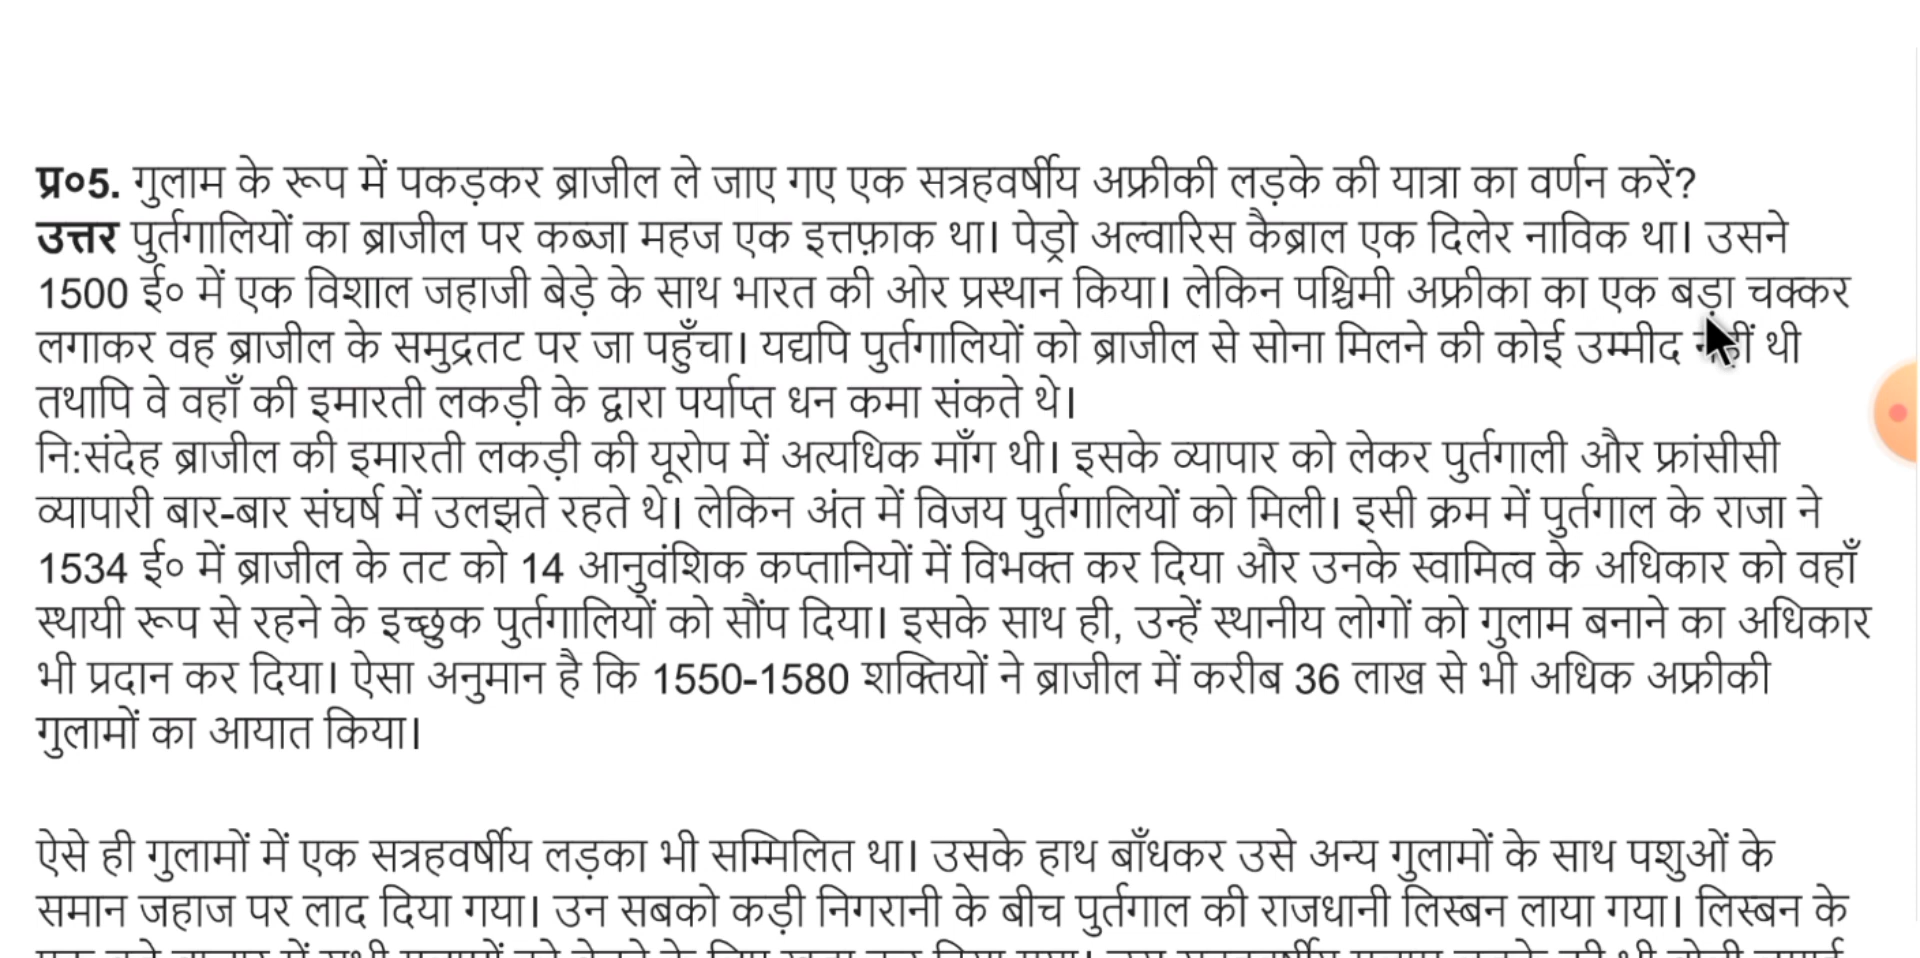 प्र०5. गुलाम के रूप में पकड़कर ब्राजील ले जाए गए एक सत्रहवर्षीय अफ्रीकी लड़के की यात्रा का वर्णन करें?
उत्तर पुर्तगालियों का ब्राजील पर कब्जा महज एक इत्तफ़ाक था। पेड्रो अल्वारिस कैब्राल एक दिलेर नाविक था। उसने
1500 ई० में एक विशाल जहाजी बेड़े के साथ भारत की ओर प्रस्थान किया। लेकिन पश्चिमी अफ्रीका का एक बड़ा चक्कर
लगाकर वह ब्राजील के समुद्रतट पर जा पहुँचा। यद्यपि पुर्तगालियों को ब्राजील से सोना मिलने की कोई उम्मीद नहीं थी
तथापि वे वहाँ की इमारती लकड़ी के द्वारा पर्याप्त धन कमा संकते थे।
नि:संदेह ब्राजील की इमारती लकड़ी की यूरोप में अत्यधिक माँग थी। इसके व्यापार को लेकर पुर्तगाली और फ्रांसीसी
व्यापारी बार-बार संघर्ष में उलझते रहते थे। लेकिन अंत में विजय पुर्तगालियों को मिली। इसी क्रम में पुर्तगाल के राजा ने
1534 ई० में ब्राजील के तट को 14 आनुवंशिक कप्तानियों में विभक्त कर दिया और उनके स्वामित्व के अधिकार को वहाँ
स्थायी रूप से रहने के इच्छुक पुर्तगालियों को सौंप दिया। इसके साथ ही, उन्हें स्थानीय लोगों को गुलाम बनाने का अधिकार
भी प्रदान कर दिया। ऐसा अनुमान है कि 1550-1580 शक्तियों ने ब्राजील में करीब 36 लाख से भी अधिक अफ्रीकी
गुलामों का आयात किया।
ऐसे ही गुलामों में एक सत्रहवर्षीय लड़का भी सम्मिलित था। उसके हाथ बाँधकर उसे अन्य गुलामों के साथ पशुओं के
समान जहाज पर लाद दिया गया। उन सबको कड़ी निगरानी के बीच पुर्तगाल की राजधानी लिस्बन लाया गया। लिस्बन के